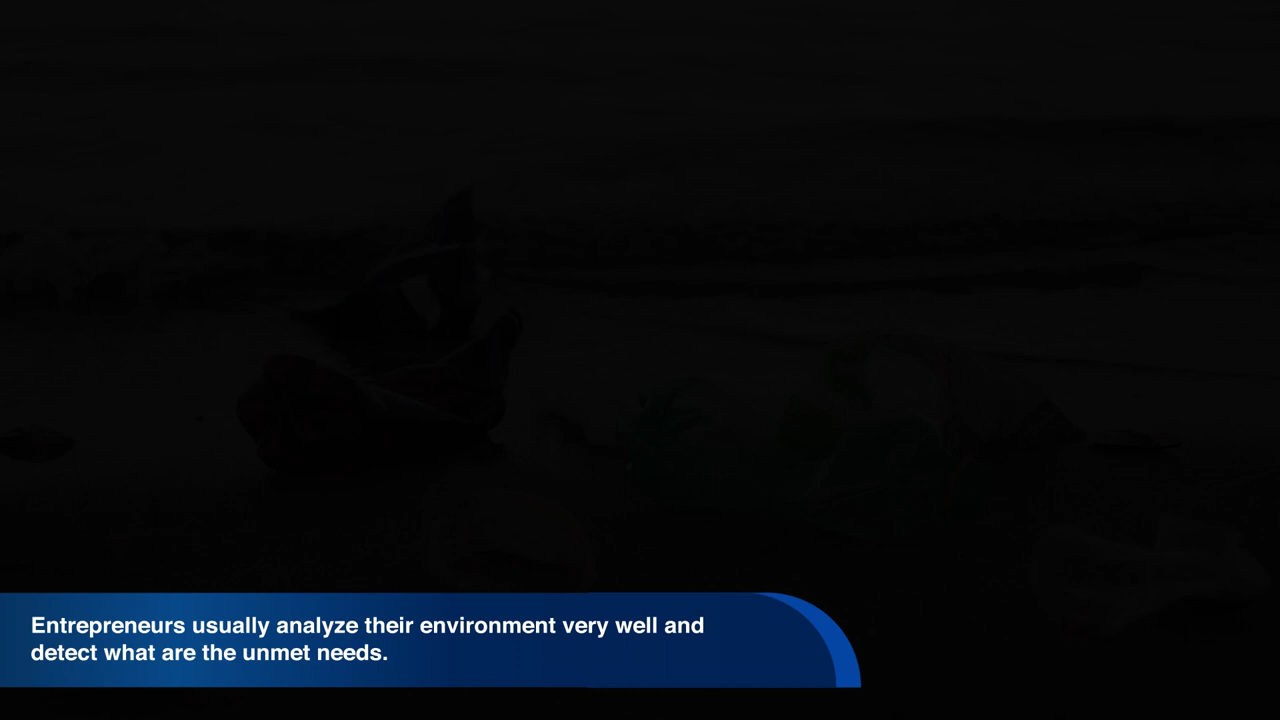 Entrepreneurs usually analyze their environment very well and
detect what are the unmet needs.